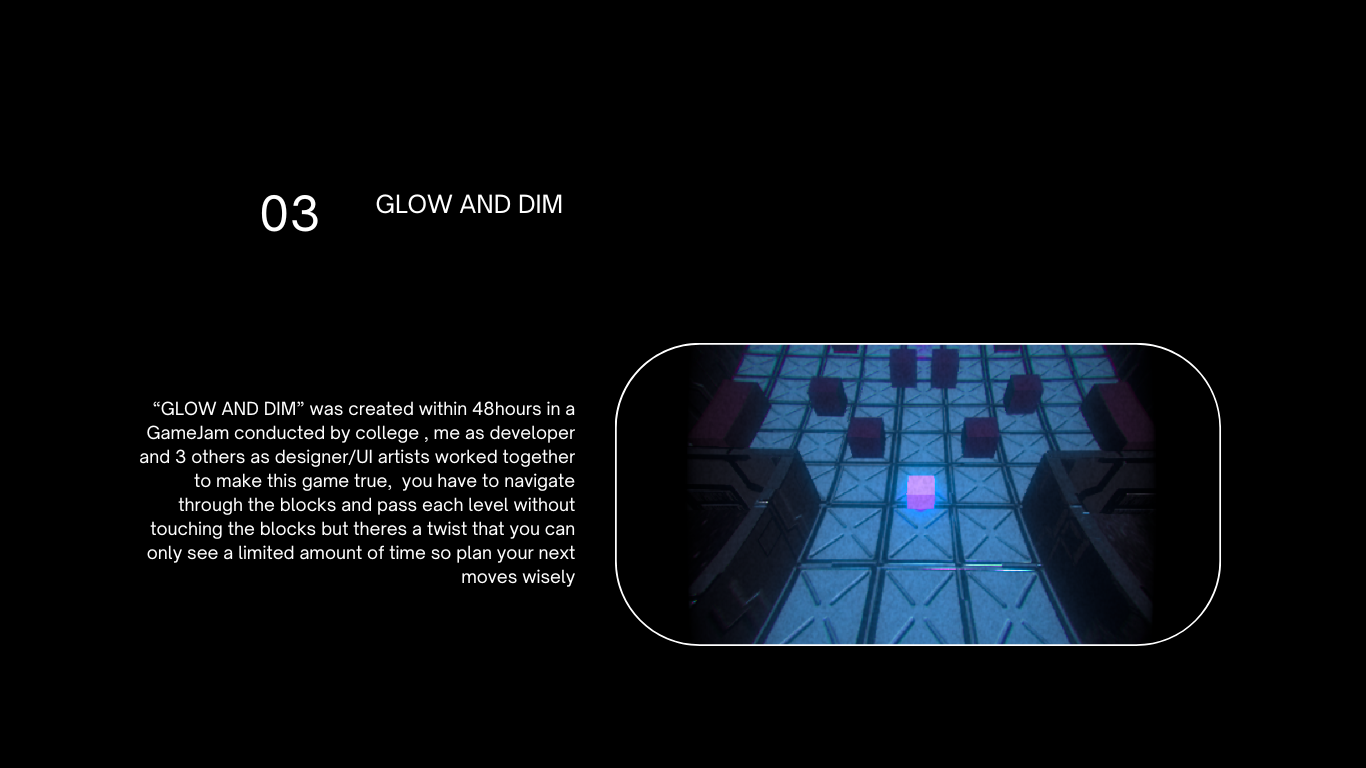 03
GLOW AND DIM
“GLOW AND DIM” was created within 48hours in a
GameJam conducted by college , me as developer
and 3 others as designer/UI artists worked together
to make this game true,  you have to navigate
through the blocks and pass each level without
touching the blocks but theres a twist that you can
only see a limited amount of time so plan your next
moves wisely